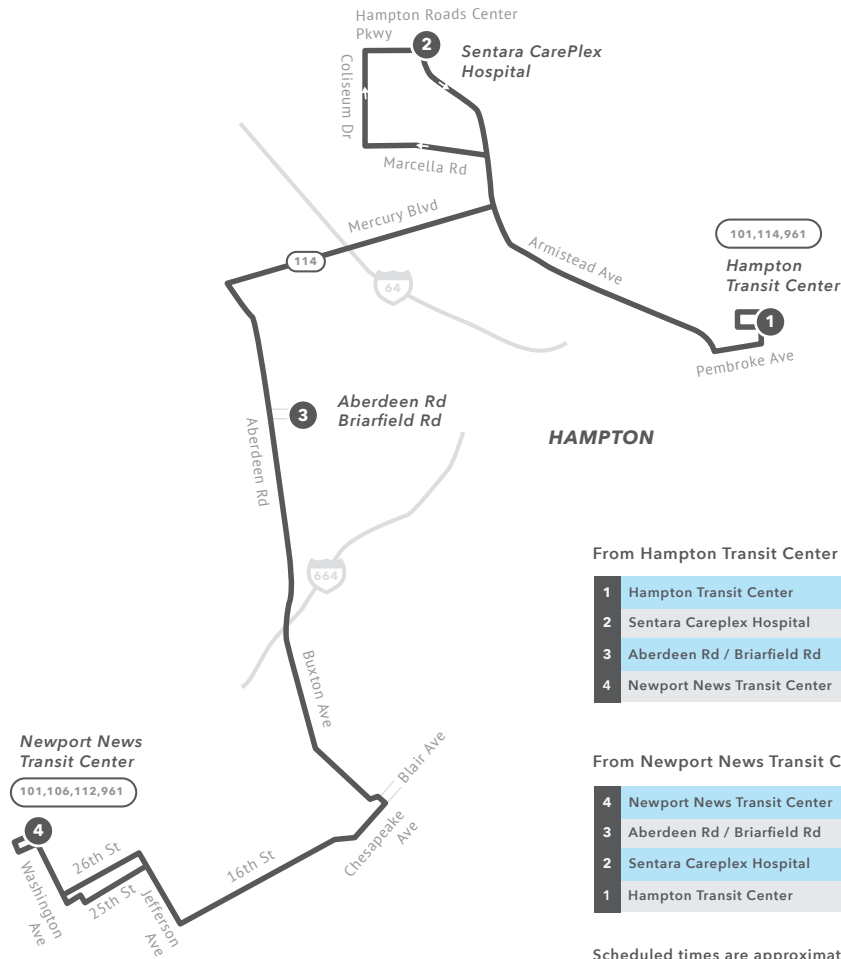 Hampton Roads Center
Pkwy
2
Sentara CarePlex
Hospital
Coliseum Dr
Marcella Rd
Mercury Blvd
114
64
Armistead Ave
101,114,961
Hampton
Transit Center
1
Pembroke Ave
3
Aberdeen Rd
Briarfield Rd
Aberdeen Rd
HAMPTON
664
Buxton Ave
Blair Ave
Chesapeake
Ave
16th St
Newport News
Transit Center
101,106,112,961
4
26th St
25th St
Washington
Ave
Jefferson
Ave
From Hampton Transit Center
1 Hampton Transit Center
2 Sentara Careplex Hospital
3 Aberdeen Rd / Briarfield Rd
4 Newport News Transit Center
From Newport News Transit C
4 Newport News Transit Center
3 Aberdeen Rd / Briarfield Rd
2 Sentara Careplex Hospital
1 Hampton Transit Center
Scheduled times are approximat